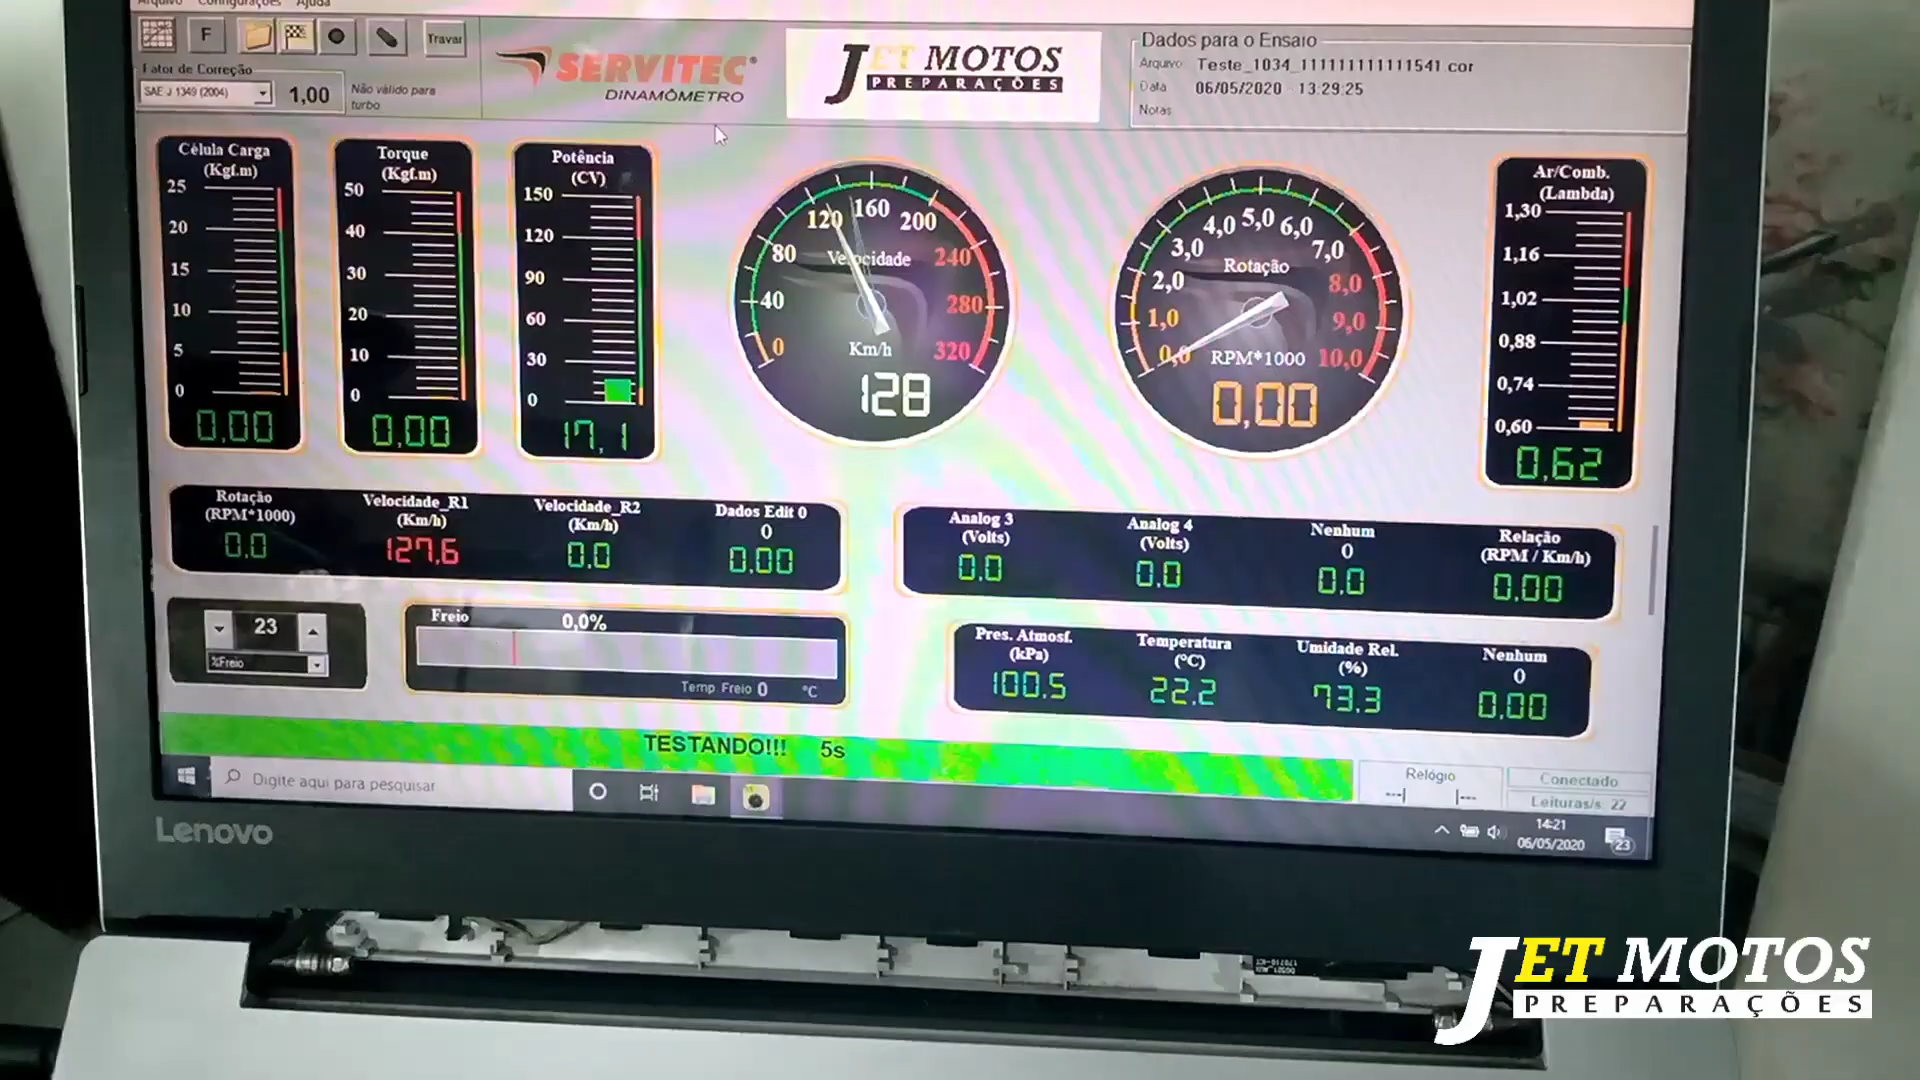 Arquivo Configurações Ajuda
F
Travar
Fator de Correção
SAE J 1349 (2004)
1,00
Não válido para
turbo
SERVITEC
DINAMÔMETRO
JET MOTOS
PREPARAÇÕES
Dados para o Ensaio
Arquivo Teste_1034_111111111111541.cor
Data 06/05/2020 - 13:29:25
Notas
Célula Carga
(Kgf.m)
25
20
15
10
5
0
0,00
Torque
(Kgf.m)
50
40
30
20
10
0
0,00
Potência
(CV)
150
120
90
60
30
0
17,1
0
40
80
120
160
200
240
280
320
Velocidade
Km/h
128
0,0
1,0
2,0
3,0
4,0
5,0
6,0
7,0
8,0
9,0
10,0
Rotação
RPM*1000
0,00
Ar/Comb.
(Lambda)
1,30
1,16
1,02
0,88
0,74
0,60
0,62
Rotação
(RPM*1000)
0,0
Velocidade_R1
(Km/h)
127,6
Velocidade_R2
(Km/h)
0,0
Dados Edit 0
0
0,00
Analog 3
(Volts)
0,0
Analog 4
(Volts)
0,0
Nenhum
0
0,0
Relação
(RPM / Km/h)
0,00
23
%Freio
Freio 0,0%
Temp. Freio 0 °C
Pres. Atmosf.
(kPa)
100,5
Temperatura
(°C)
22,2
Umidade Rel.
(%)
73,3
Nenhum
0
0,00
TESTANDO!!! 5s
Relógio
Conectado
Leituras/s: 22
Digite aqui para pesquisar
14:21
06/05/2020
23
Lenovo
JET MOTOS
PREPARAÇÕES